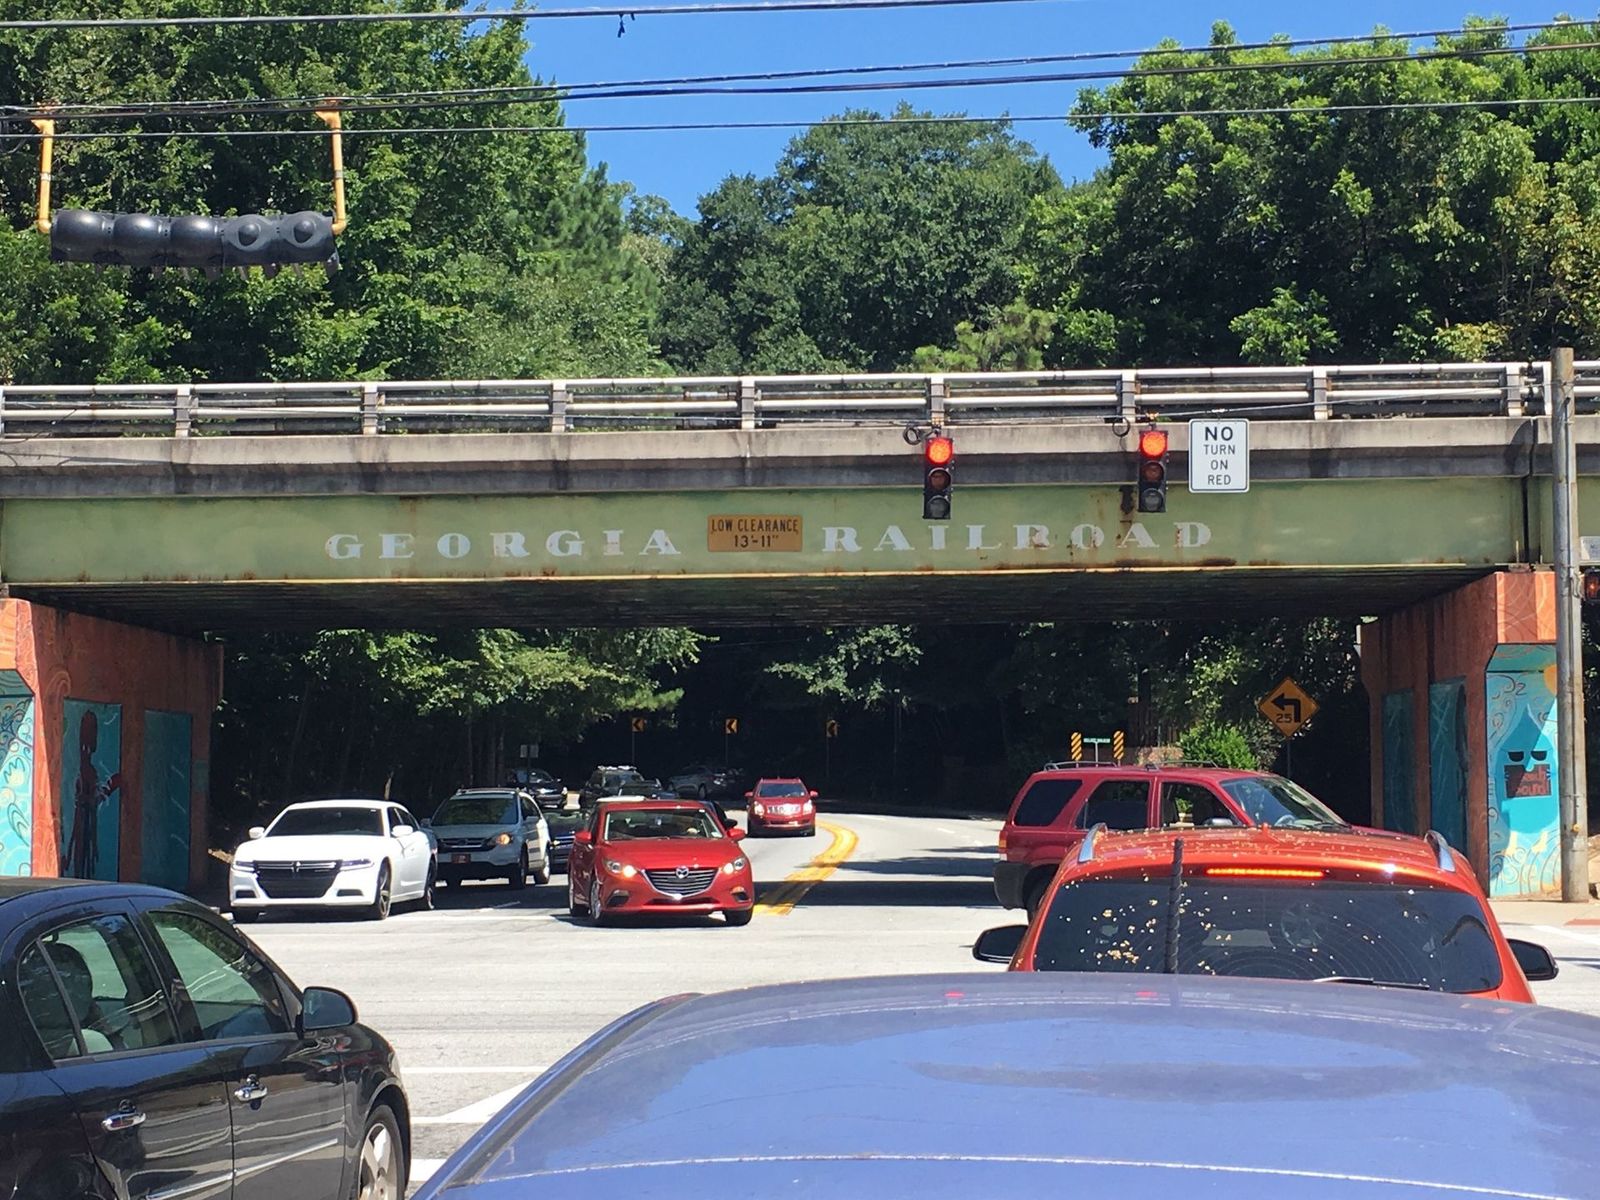 NO
TURN
ON
RED
GEORGIA RAILROAD
LOW CLEARANCE
13'-11"
25